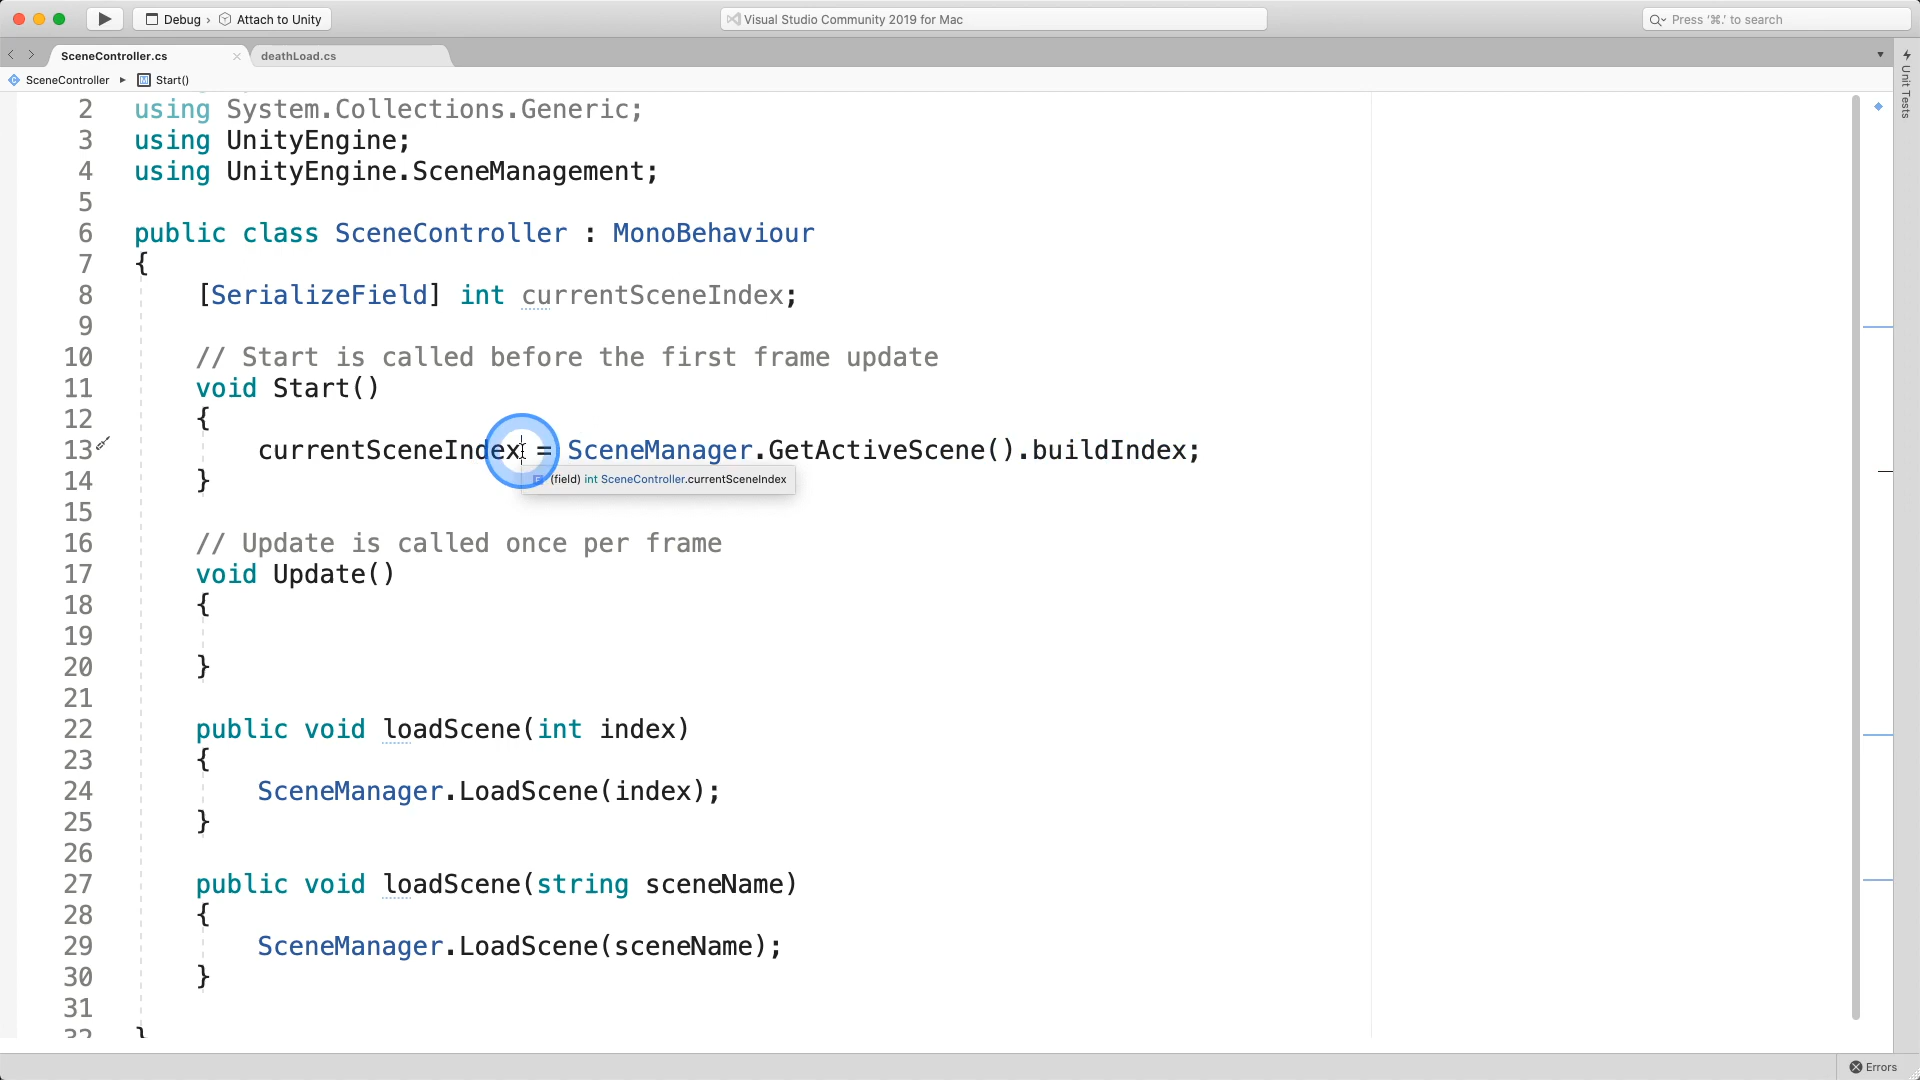 Debug › Attach to Unity
Visual Studio Community 2019 for Mac
Press '⌘.' to search
SceneController.cs
deathLoad.cs
SceneController ▸ Start()
Unit Tests
2 using System.Collections.Generic;
3 using UnityEngine;
4 using UnityEngine.SceneManagement;
5
6 public class SceneController : MonoBehaviour
7 {
8 [SerializeField] int currentSceneIndex;
9
10 // Start is called before the first frame update
11 void Start()
12 {
13 currentSceneIndex = SceneManager.GetActiveScene().buildIndex;
(field) int SceneController.currentSceneIndex
14 }
15
16 // Update is called once per frame
17 void Update()
18 {
19
20 }
21
22 public void loadScene(int index)
23 {
24 SceneManager.LoadScene(index);
25 }
26
27 public void loadScene(string sceneName)
28 {
29 SceneManager.LoadScene(sceneName);
30 }
31
32 }
Errors